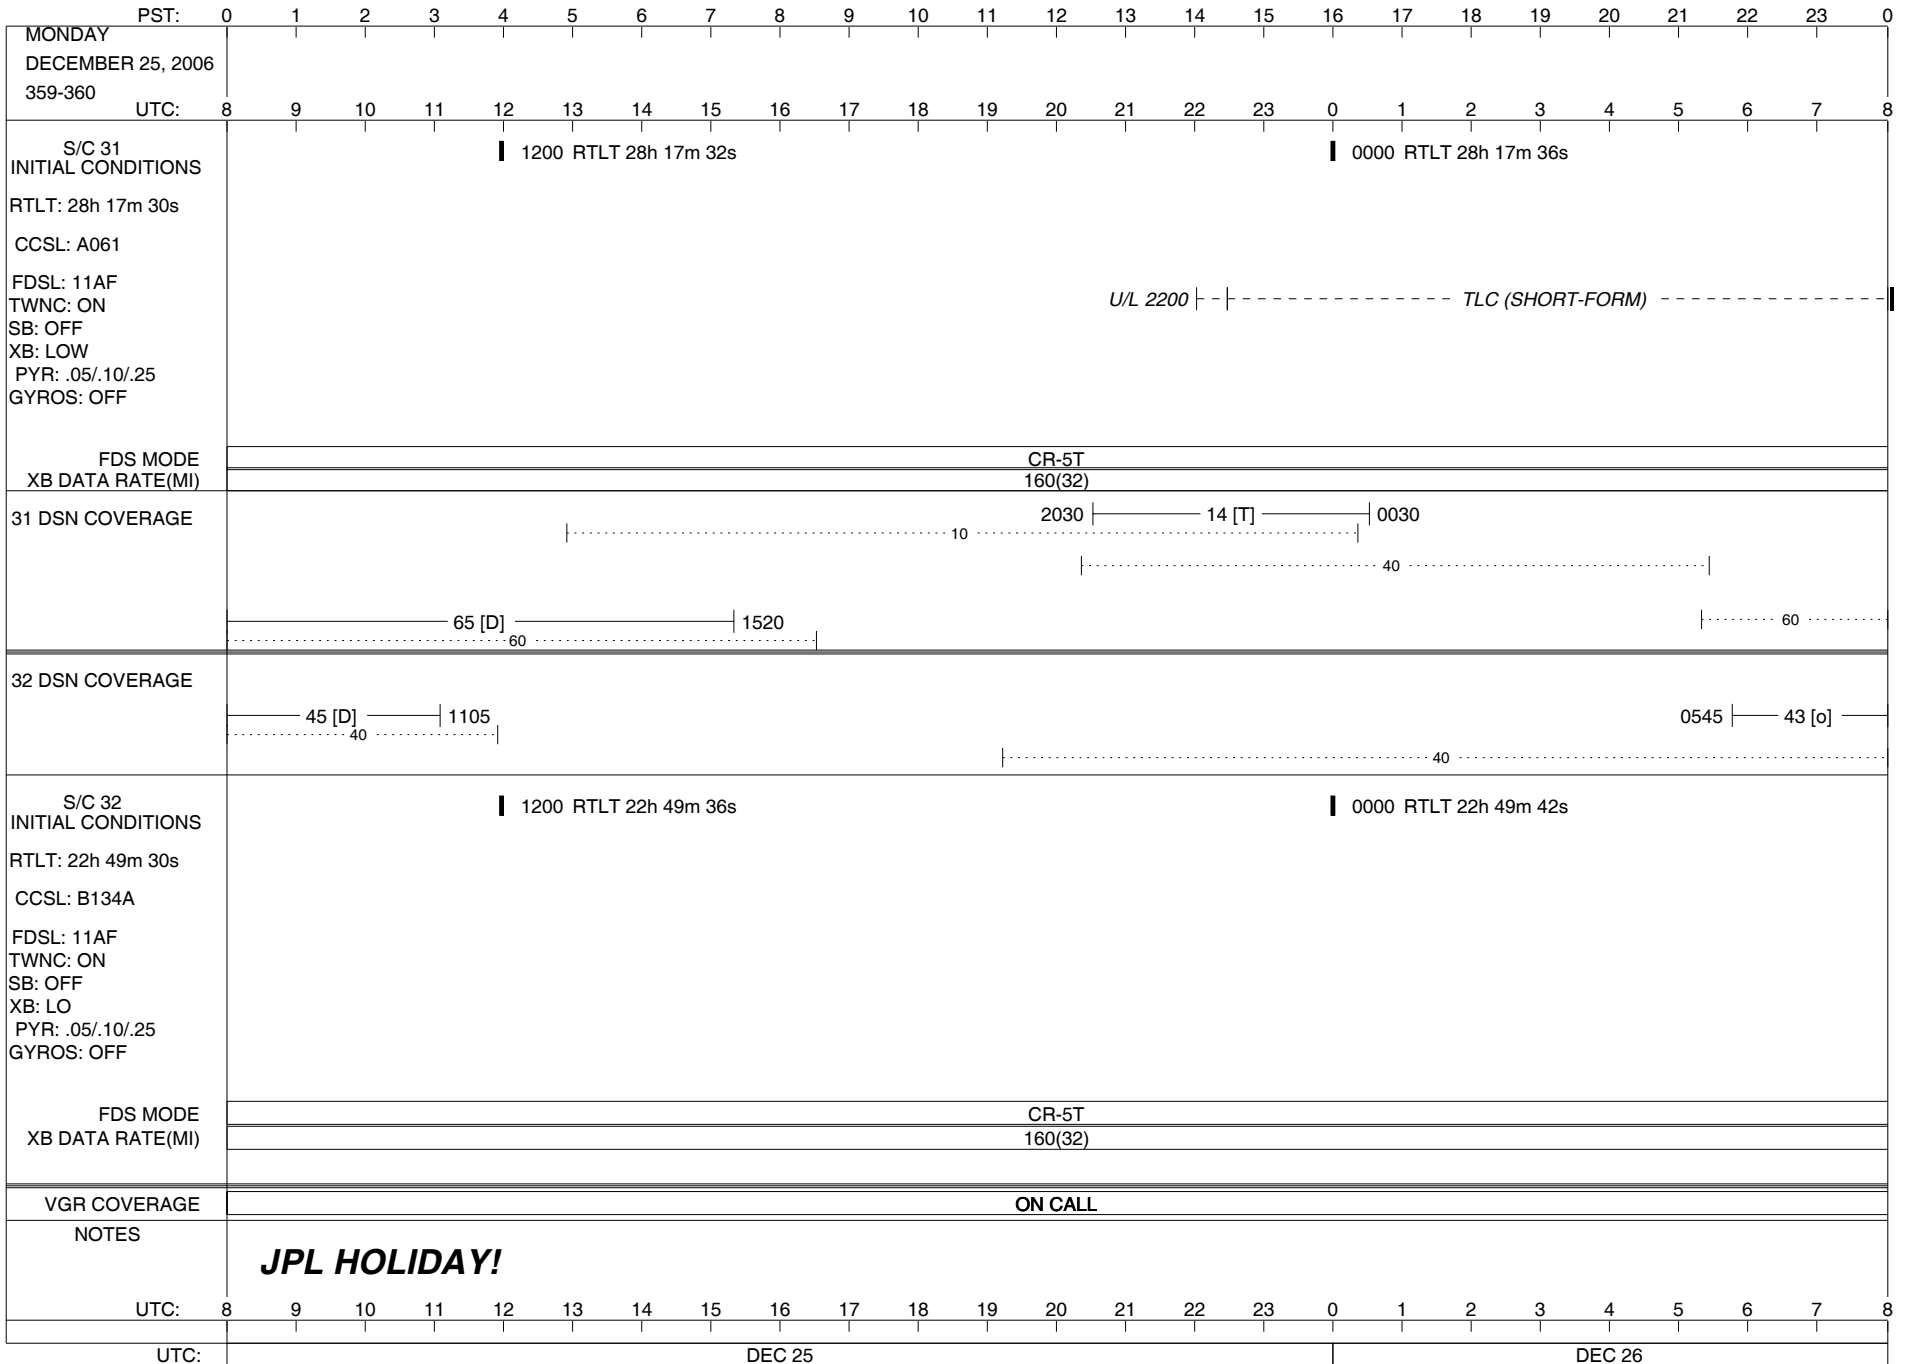 PST: 0 1 2 3 4 5 6 7 8 9 10 11 12 13 14 15 16 17 18 19 20 21 22 23 0
MONDAY
DECEMBER 25, 2006
359-360
UTC: 8 9 10 11 12 13 14 15 16 17 18 19 20 21 22 23 0 1 2 3 4 5 6 7 8
S/C 31
INITIAL CONDITIONS
1200 RTLT 28h 17m 32s
0000 RTLT 28h 17m 36s
RTLT: 28h 17m 30s
CCSL: A061
FDSL: 11AF
TWNC: ON
SB: OFF
XB: LOW
PYR: .05/.10/.25
GYROS: OFF
U/L 2200
TLC (SHORT-FORM)
FDS MODE
CR-5T
XB DATA RATE(MI)
160(32)
31 DSN COVERAGE
2030 14 [T] 0030
10
40
65 [D] 1520
60
60
32 DSN COVERAGE
45 [D] 1105
0545 43 [o]
40
40
S/C 32
INITIAL CONDITIONS
1200 RTLT 22h 49m 36s
0000 RTLT 22h 49m 42s
RTLT: 22h 49m 30s
CCSL: B134A
FDSL: 11AF
TWNC: ON
SB: OFF
XB: LO
PYR: .05/.10/.25
GYROS: OFF
FDS MODE
CR-5T
XB DATA RATE(MI)
160(32)
VGR COVERAGE
ON CALL
NOTES
JPL HOLIDAY!
UTC: 8 9 10 11 12 13 14 15 16 17 18 19 20 21 22 23 0 1 2 3 4 5 6 7 8
UTC: DEC 25 DEC 26